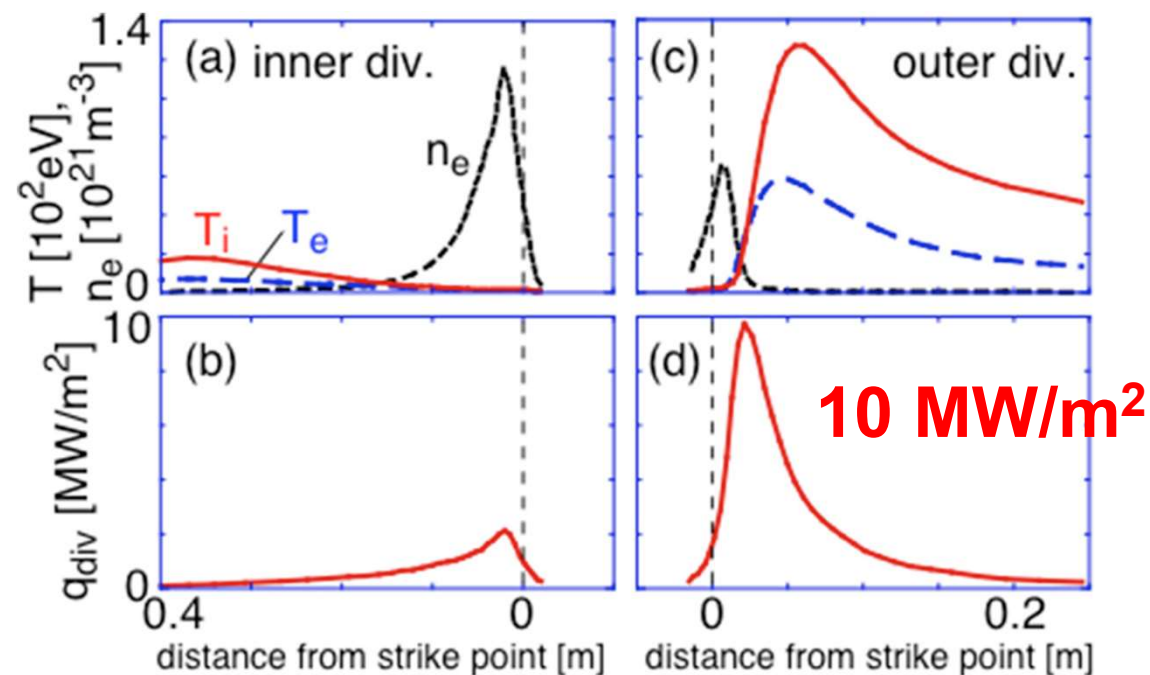 1.4
T [10²eV],
nₑ [10²¹m⁻³]
0
(a) inner div.
nₑ
Tᵢ
Tₑ
(c) outer div.
10
q_div [MW/m²]
0
(b)
(d)
10 MW/m²
0.4 0
0 0.2
distance from strike point [m]
distance from strike point [m]